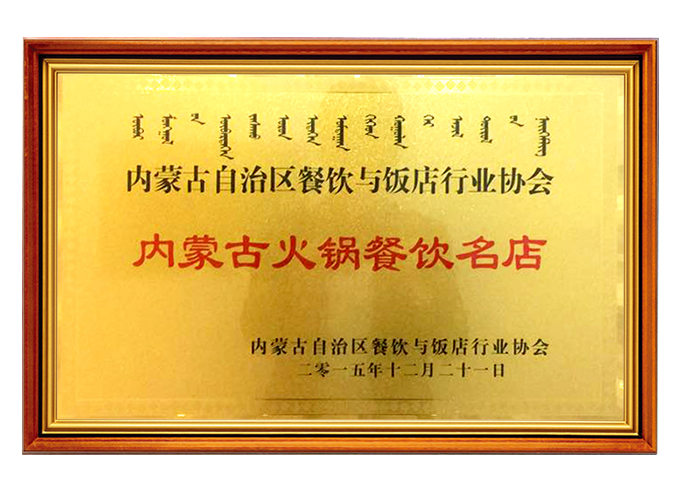 内蒙古自治区餐饮与饭店行业协会
内蒙古火锅餐饮名店
内蒙古自治区餐饮与饭店行业协会
二零一五年十二月二十一日